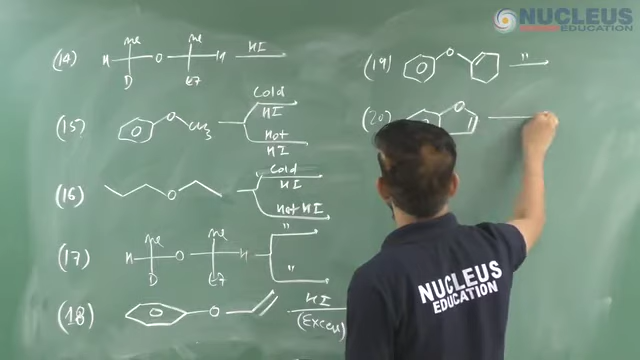 NUCLEUS
EDUCATION
(14) Me Me
H O H HI
D Et
(15) O CH3 Cold
HI
Hot
HI
(16) O Cold
HI
Hot HI
(17) Me Me
H O H "
D Et "
(18) O HI
(Excess)
(19) O "
(20) O
NUCLEUS
EDUCATION